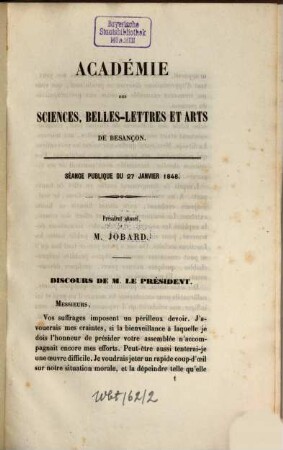 Bayerische
Staatsbibliothek
MÜNCHEN
ACADÉMIE
DES
SCIENCES, BELLES-LETTRES ET ARTS
DE BESANÇON.
SÉANCE PUBLIQUE DU 27 JANVIER 1846.
Président annuel,
M. JOBARD.
DISCOURS DE M. LE PRÉSIDENT.
MESSIEURS,
Vos suffrages imposent un périlleux devoir. J'a-
vouerais mes craintes, si la bienveillance à laquelle je
dois l'honneur de présider votre assemblée n'accom-
pagnait encore mes efforts. Peut-être aussi tenterai-je
une œuvre difficile. Je voudrais jeter un rapide coup-d'œil
sur notre situation morale, et la dépeindre telle qu'elle
1
Wbt/62/2